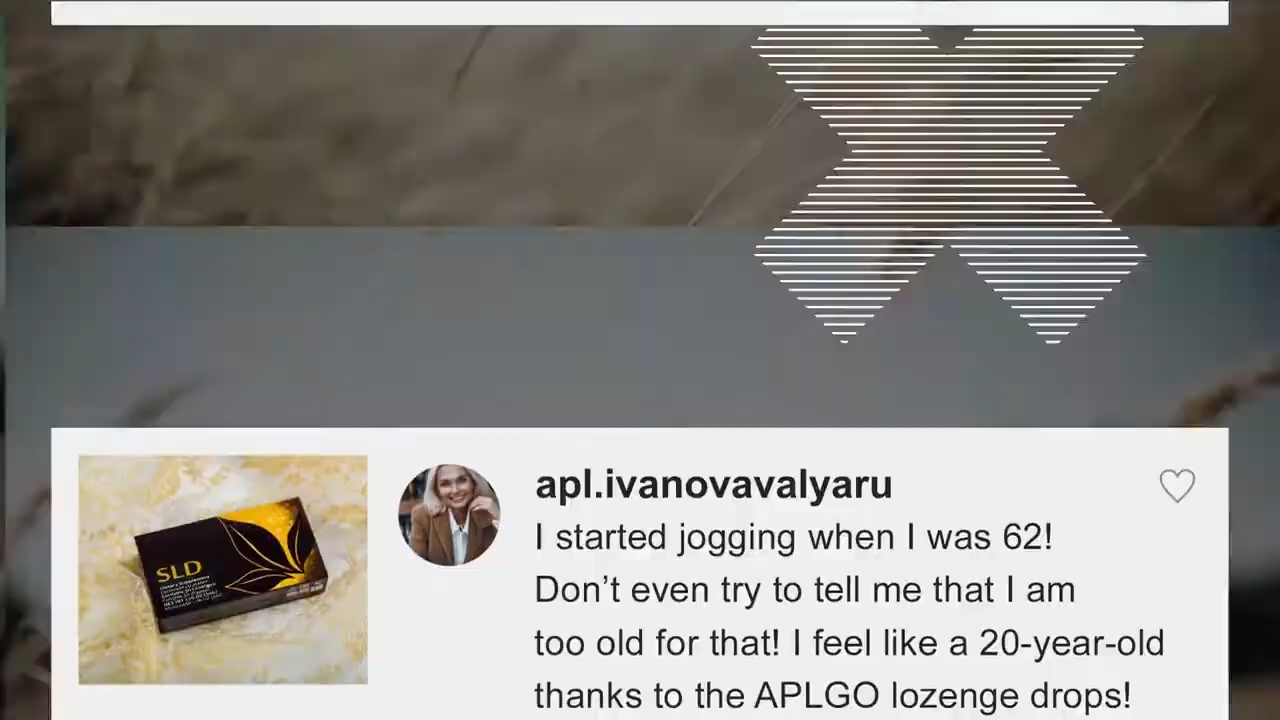 apl.ivanovavalyaru
I started jogging when I was 62!
Don’t even try to tell me that I am
too old for that! I feel like a 20-year-old
thanks to the APLGO lozenge drops!
SLD